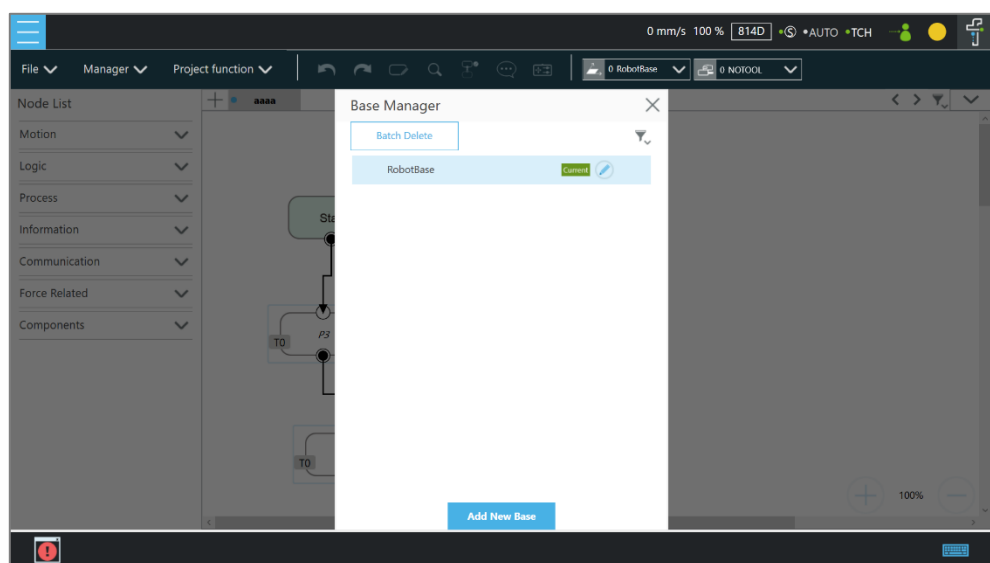 0 mm/s 100 % 814D •Ⓢ •AUTO •TCH
File Manager Project function 0 RobotBase 0 NOTOOL
Node List
aaaa
Base Manager
Motion
Batch Delete
Logic
RobotBase Current
Process
Sta
Information
Communication
Force Related
Components
P3
T0
T0
100%
Add New Base